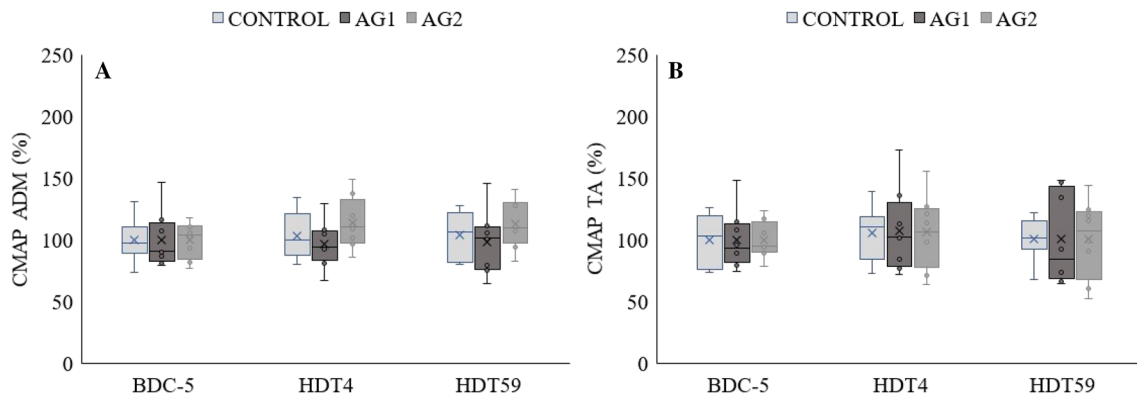 CONTROL AG1 AG2
A
CMAP ADM (%)
250
200
150
100
50
0
BDC-5 HDT4 HDT59
CONTROL AG1 AG2
B
CMAP TA (%)
250
200
150
100
50
0
BDC-5 HDT4 HDT59